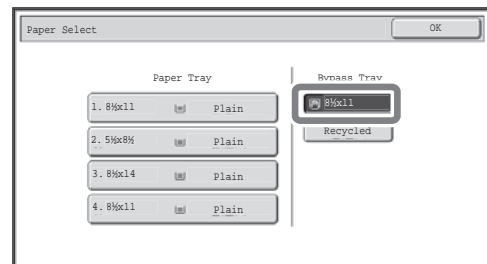 Paper Select
OK
Paper Tray
Bypass Tray
1. 8½x11 Plain
8½x11
2. 5½x8½ Plain
Recycled
3. 8½x14 Plain
4. 8½x11 Plain